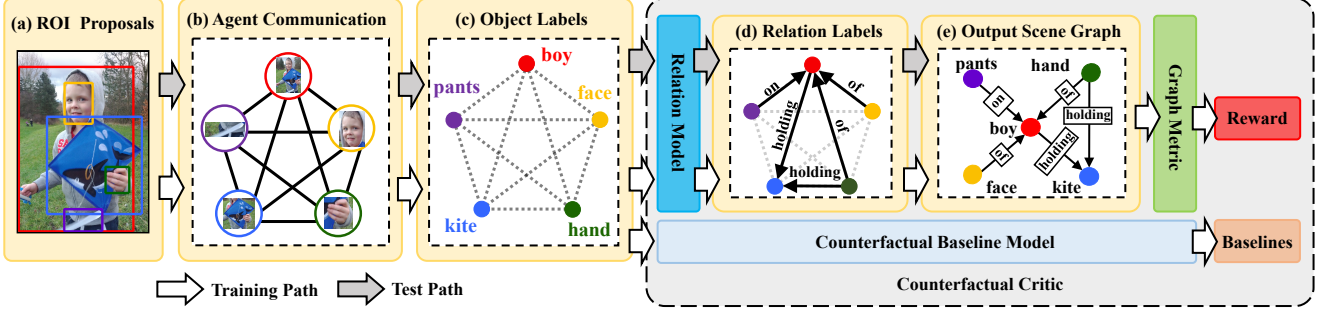 (a) ROI Proposals
(b) Agent Communication
(c) Object Labels
boy
pants
face
kite
hand
Relation Model
(d) Relation Labels
on
of
holding
of
holding
(e) Output Scene Graph
pants
hand
on
of
holding
boy
of
holding
face
kite
Graph Metric
Reward
Counterfactual Baseline Model
Baselines
Counterfactual Critic
Training Path
Test Path